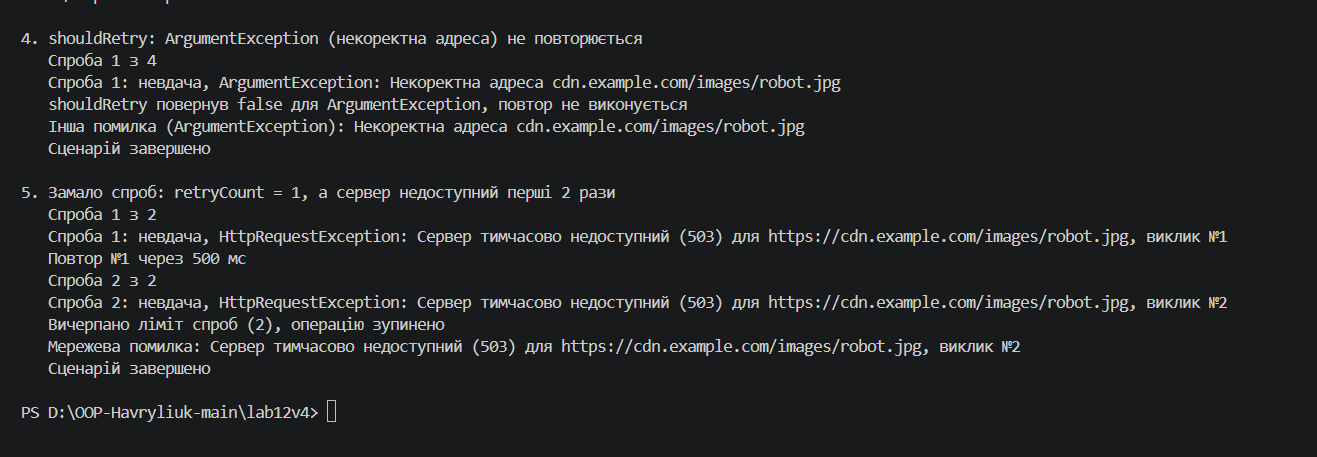 4. shouldRetry: ArgumentException (некоректна адреса) не повторюється
Спроба 1 з 4
Спроба 1: невдача, ArgumentException: Некоректна адреса cdn.example.com/images/robot.jpg
shouldRetry повернув false для ArgumentException, повтор не виконується
Інша помилка (ArgumentException): Некоректна адреса cdn.example.com/images/robot.jpg
Сценарій завершено
5. Замало спроб: retryCount = 1, а сервер недоступний перші 2 рази
Спроба 1 з 2
Спроба 1: невдача, HttpRequestException: Сервер тимчасово недоступний (503) для https://cdn.example.com/images/robot.jpg, виклик №1
Повтор №1 через 500 мс
Спроба 2 з 2
Спроба 2: невдача, HttpRequestException: Сервер тимчасово недоступний (503) для https://cdn.example.com/images/robot.jpg, виклик №2
Вичерпано ліміт спроб (2), операцію зупинено
Мережева помилка: Сервер тимчасово недоступний (503) для https://cdn.example.com/images/robot.jpg, виклик №2
Сценарій завершено
PS D:\OOP-Havryliuk-main\lab12v4>